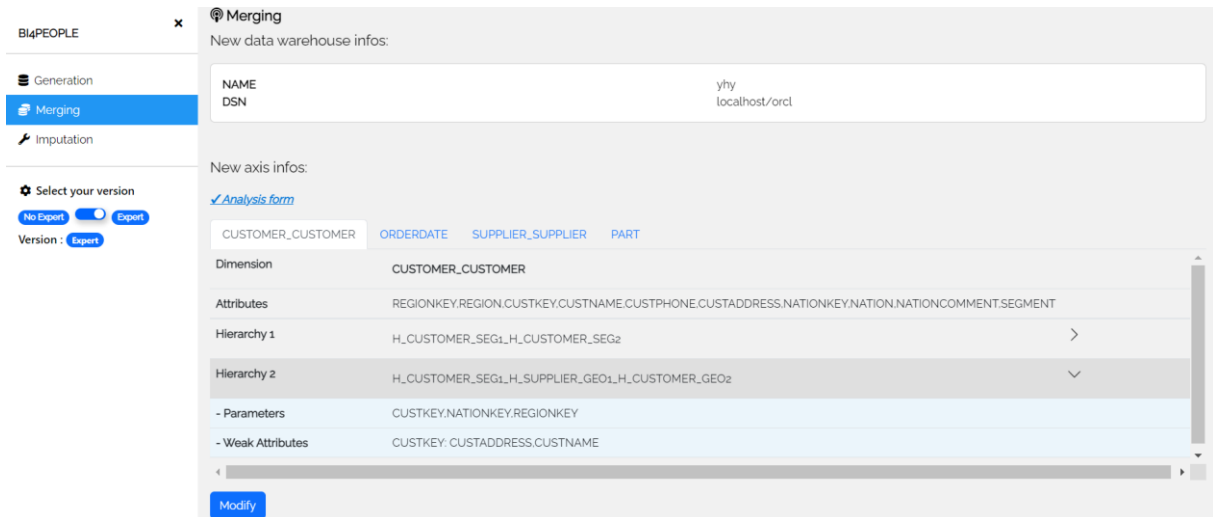 BI4PEOPLE
×
Generation
Merging
Imputation
Select your version
No Expert Expert
Version : Expert
Merging
New data warehouse infos:
NAME yhy
DSN localhost/orcl
New axis infos:
✓ Analysis form
CUSTOMER_CUSTOMER ORDERDATE SUPPLIER_SUPPLIER PART
Dimension CUSTOMER_CUSTOMER
Attributes REGIONKEY,REGION,CUSTKEY,CUSTNAME,CUSTPHONE,CUSTADDRESS,NATIONKEY,NATION,NATIONCOMMENT,SEGMENT
Hierarchy 1 H_CUSTOMER_SEG1_H_CUSTOMER_SEG2
Hierarchy 2 H_CUSTOMER_SEG1_H_SUPPLIER_GEO1_H_CUSTOMER_GEO2
- Parameters CUSTKEY,NATIONKEY,REGIONKEY
- Weak Attributes CUSTKEY: CUSTADDRESS,CUSTNAME
Modify